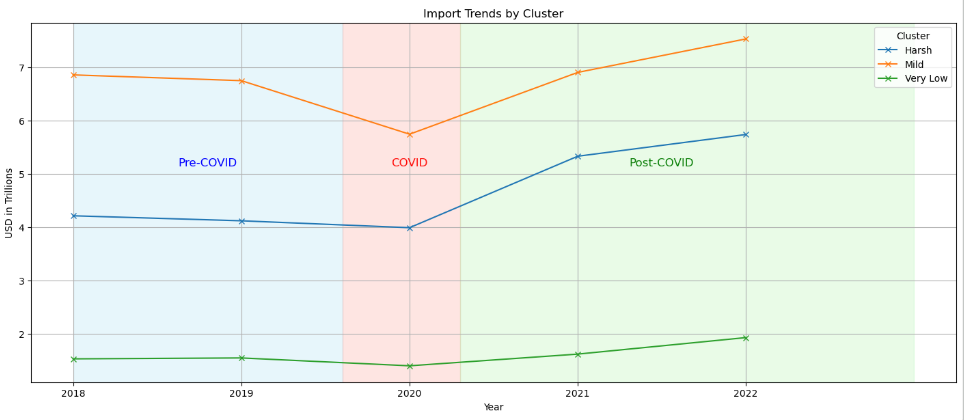 Import Trends by Cluster
Cluster
Harsh
Mild
Very Low
7
6
5
4
3
2
USD in Trillions
Pre-COVID
COVID
Post-COVID
2018
2019
2020
2021
2022
Year